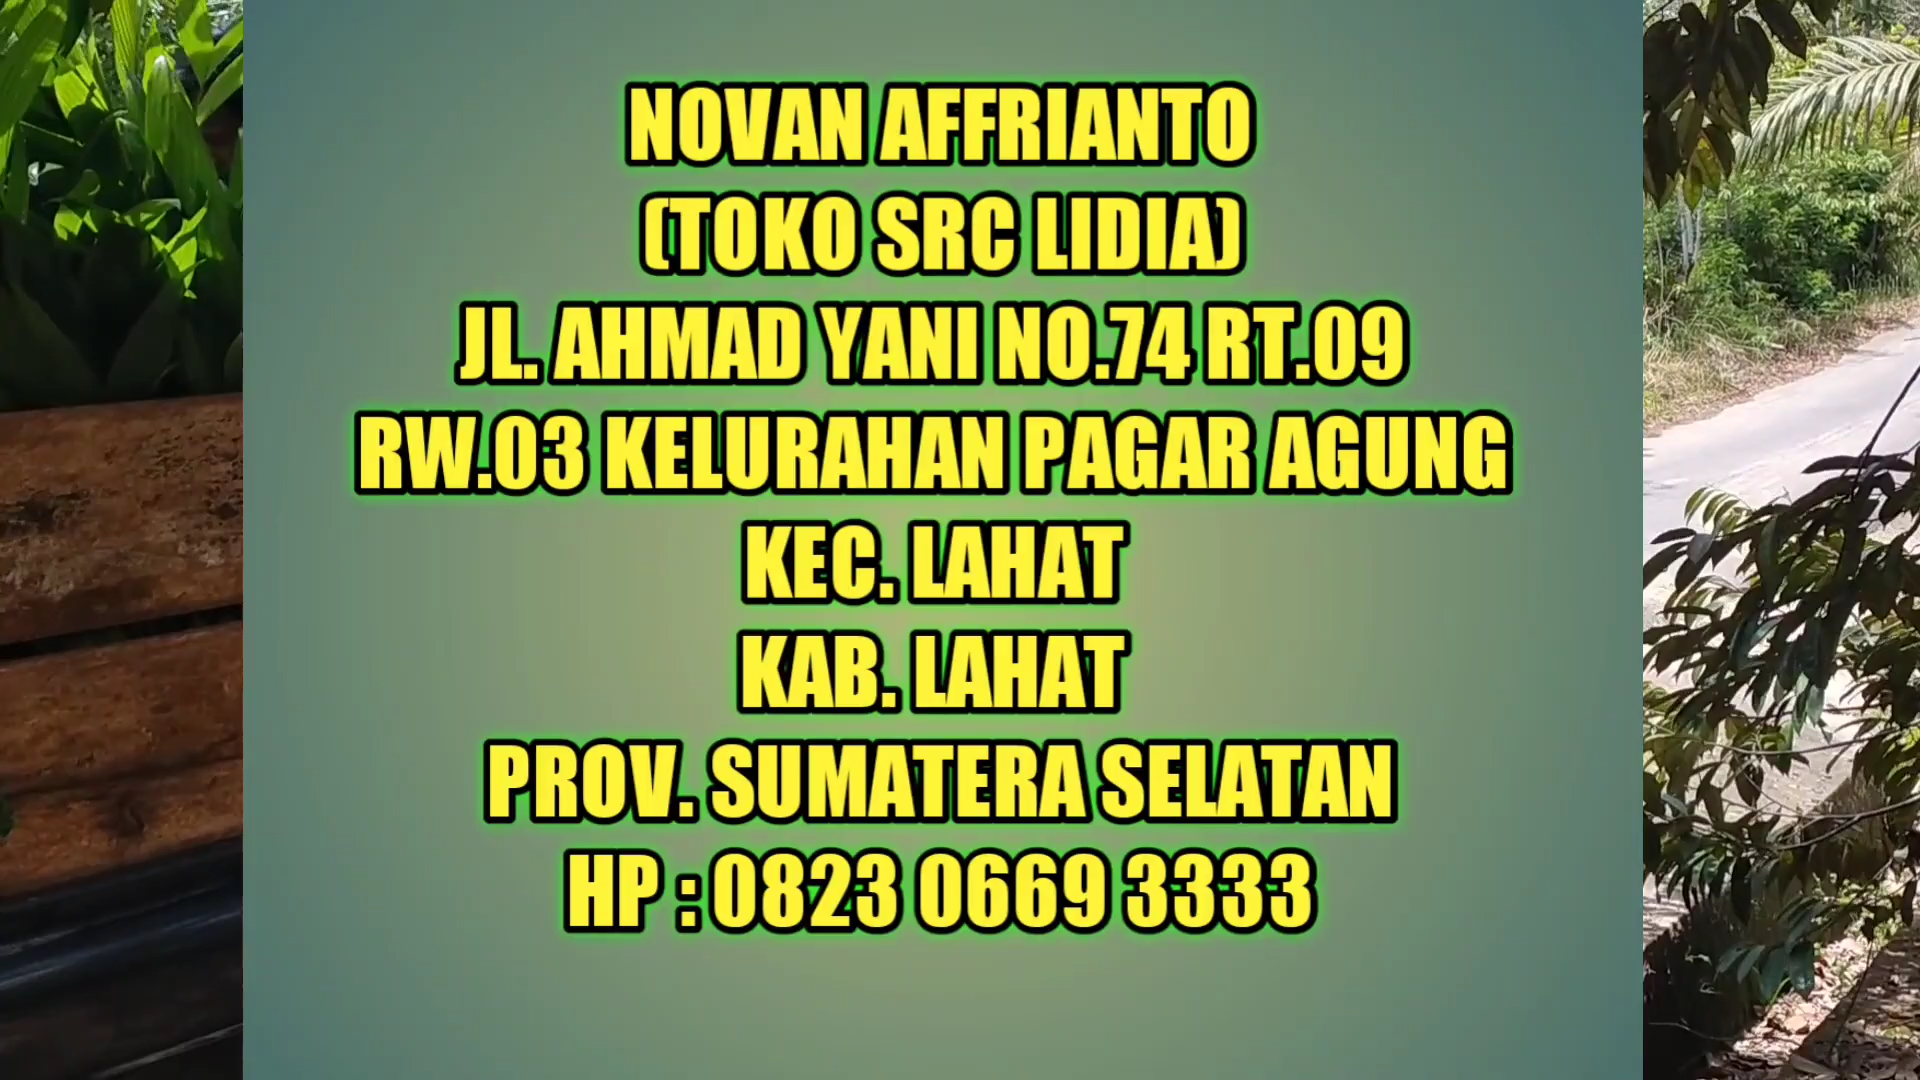 NOVAN AFFRIANTO
(TOKO SRC LIDIA)
JL. AHMAD YANI NO.74 RT.09
RW.03 KELURAHAN PAGAR AGUNG
KEC. LAHAT
KAB. LAHAT
PROV. SUMATERA SELATAN
HP : 0823 0669 3333